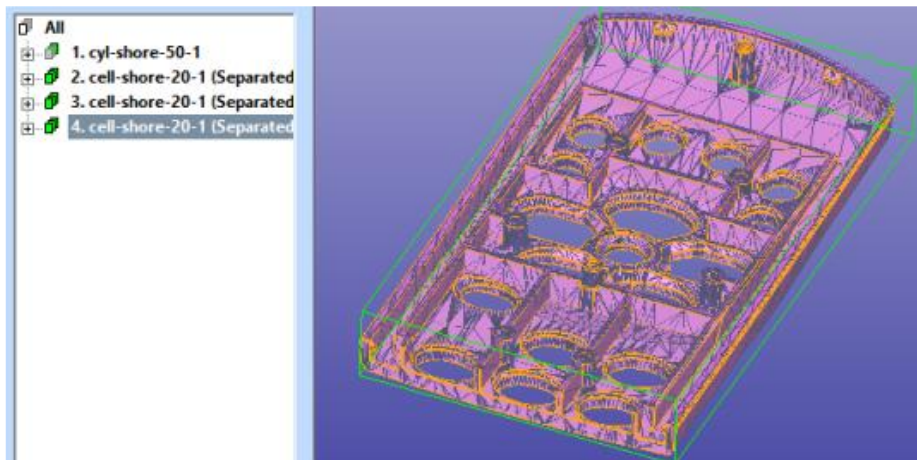 All
1. cyl-shore-50-1
2. cell-shore-20-1 (Separated
3. cell-shore-20-1 (Separated
4. cell-shore-20-1 (Separated